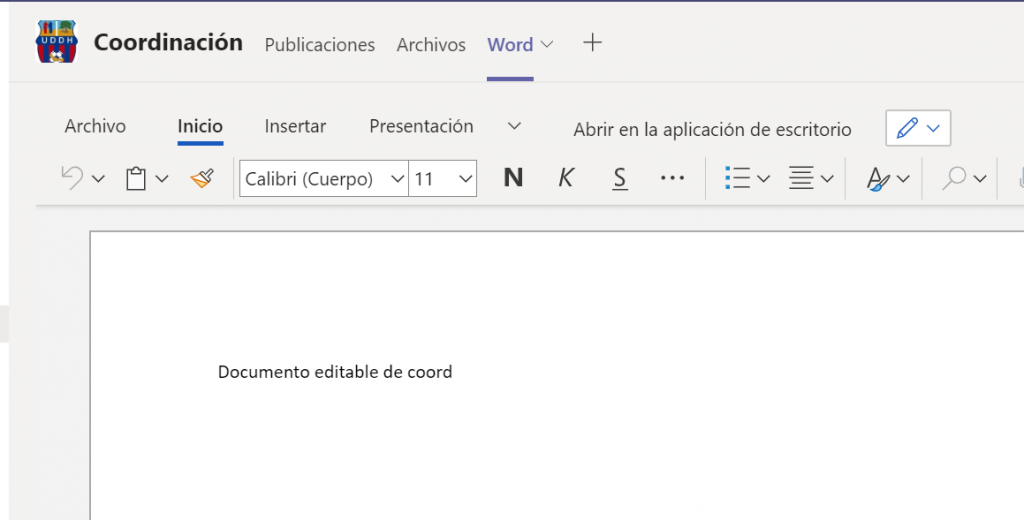 UDDH
Coordinación Publicaciones Archivos Word
Archivo Inicio Insertar Presentación Abrir en la aplicación de escritorio
Calibri (Cuerpo) 11 N K S
Documento editable de coord